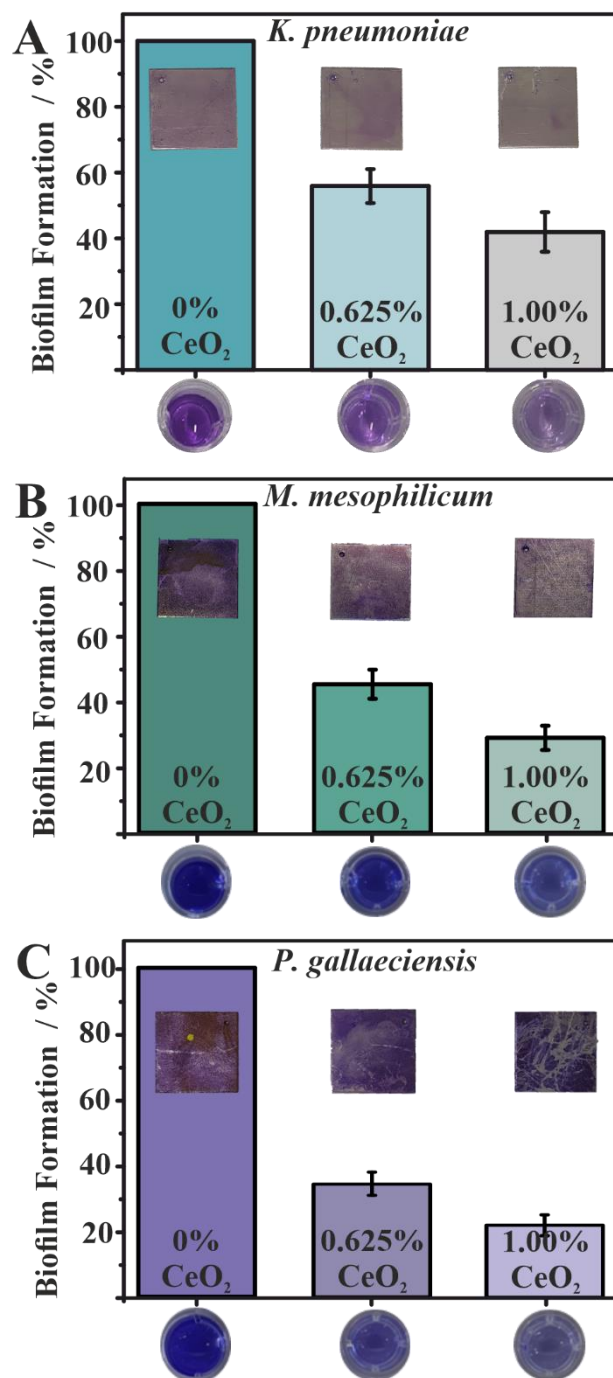 A
K. pneumoniae
Biofilm Formation / %
100
80
60
40
20
0%
CeO₂
0.625%
CeO₂
1.00%
CeO₂
B
M. mesophilicum
Biofilm Formation / %
100
80
60
40
20
0%
CeO₂
0.625%
CeO₂
1.00%
CeO₂
C
P. gallaeciensis
Biofilm Formation / %
100
80
60
40
20
0%
CeO₂
0.625%
CeO₂
1.00%
CeO₂